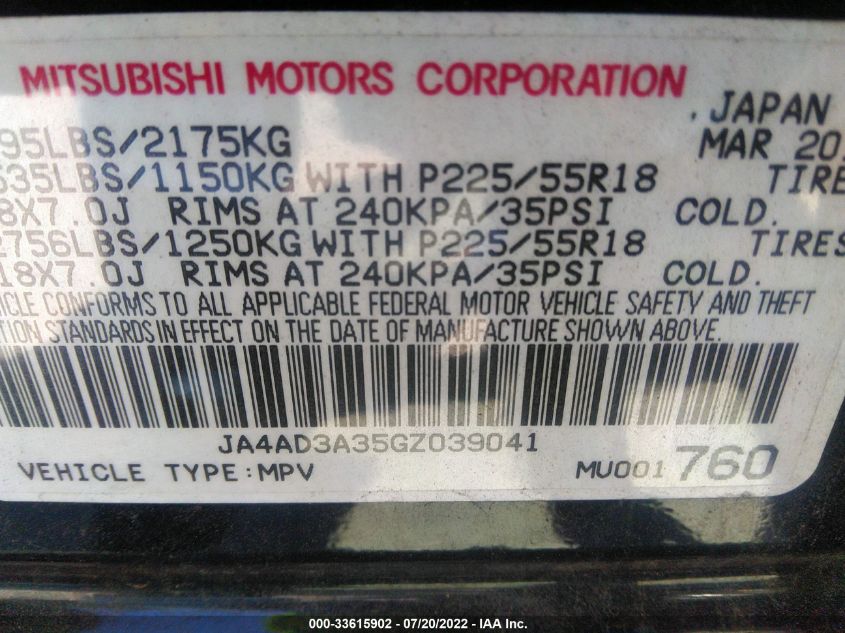 MITSUBISHI MOTORS CORPORATION
. JAPAN
95LBS/2175KG MAR 20
535LBS/1150KG WITH P225/55R18 TIRE
8X7.0J RIMS AT 240KPA/35PSI COLD.
2756LBS/1250KG WITH P225/55R18 TIRES
18X7.0J RIMS AT 240KPA/35PSI COLD.
ICLE CONFORMS TO ALL APPLICABLE FEDERAL MOTOR VEHICLE SAFETY AND THEFT
TION STANDARDS IN EFFECT ON THE DATE OF MANUFACTURE SHOWN ABOVE.
JA4AD3A35GZ039041
VEHICLE TYPE:MPV MU001 760
000-33615902 - 07/20/2022 - IAA Inc.